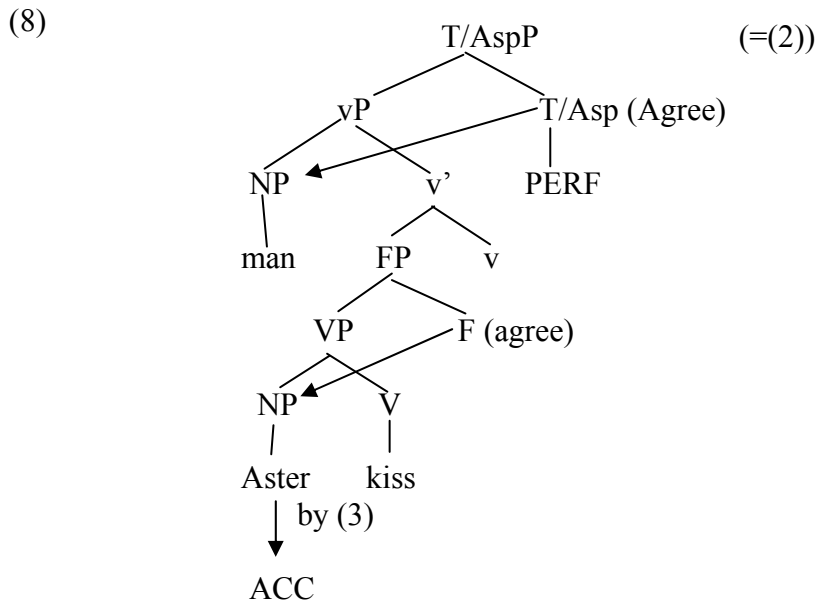 (8)
T/AspP (=(2))
vP T/Asp (Agree)
NP v’ PERF
man FP v
VP F (agree)
NP V
Aster kiss
by (3)
ACC